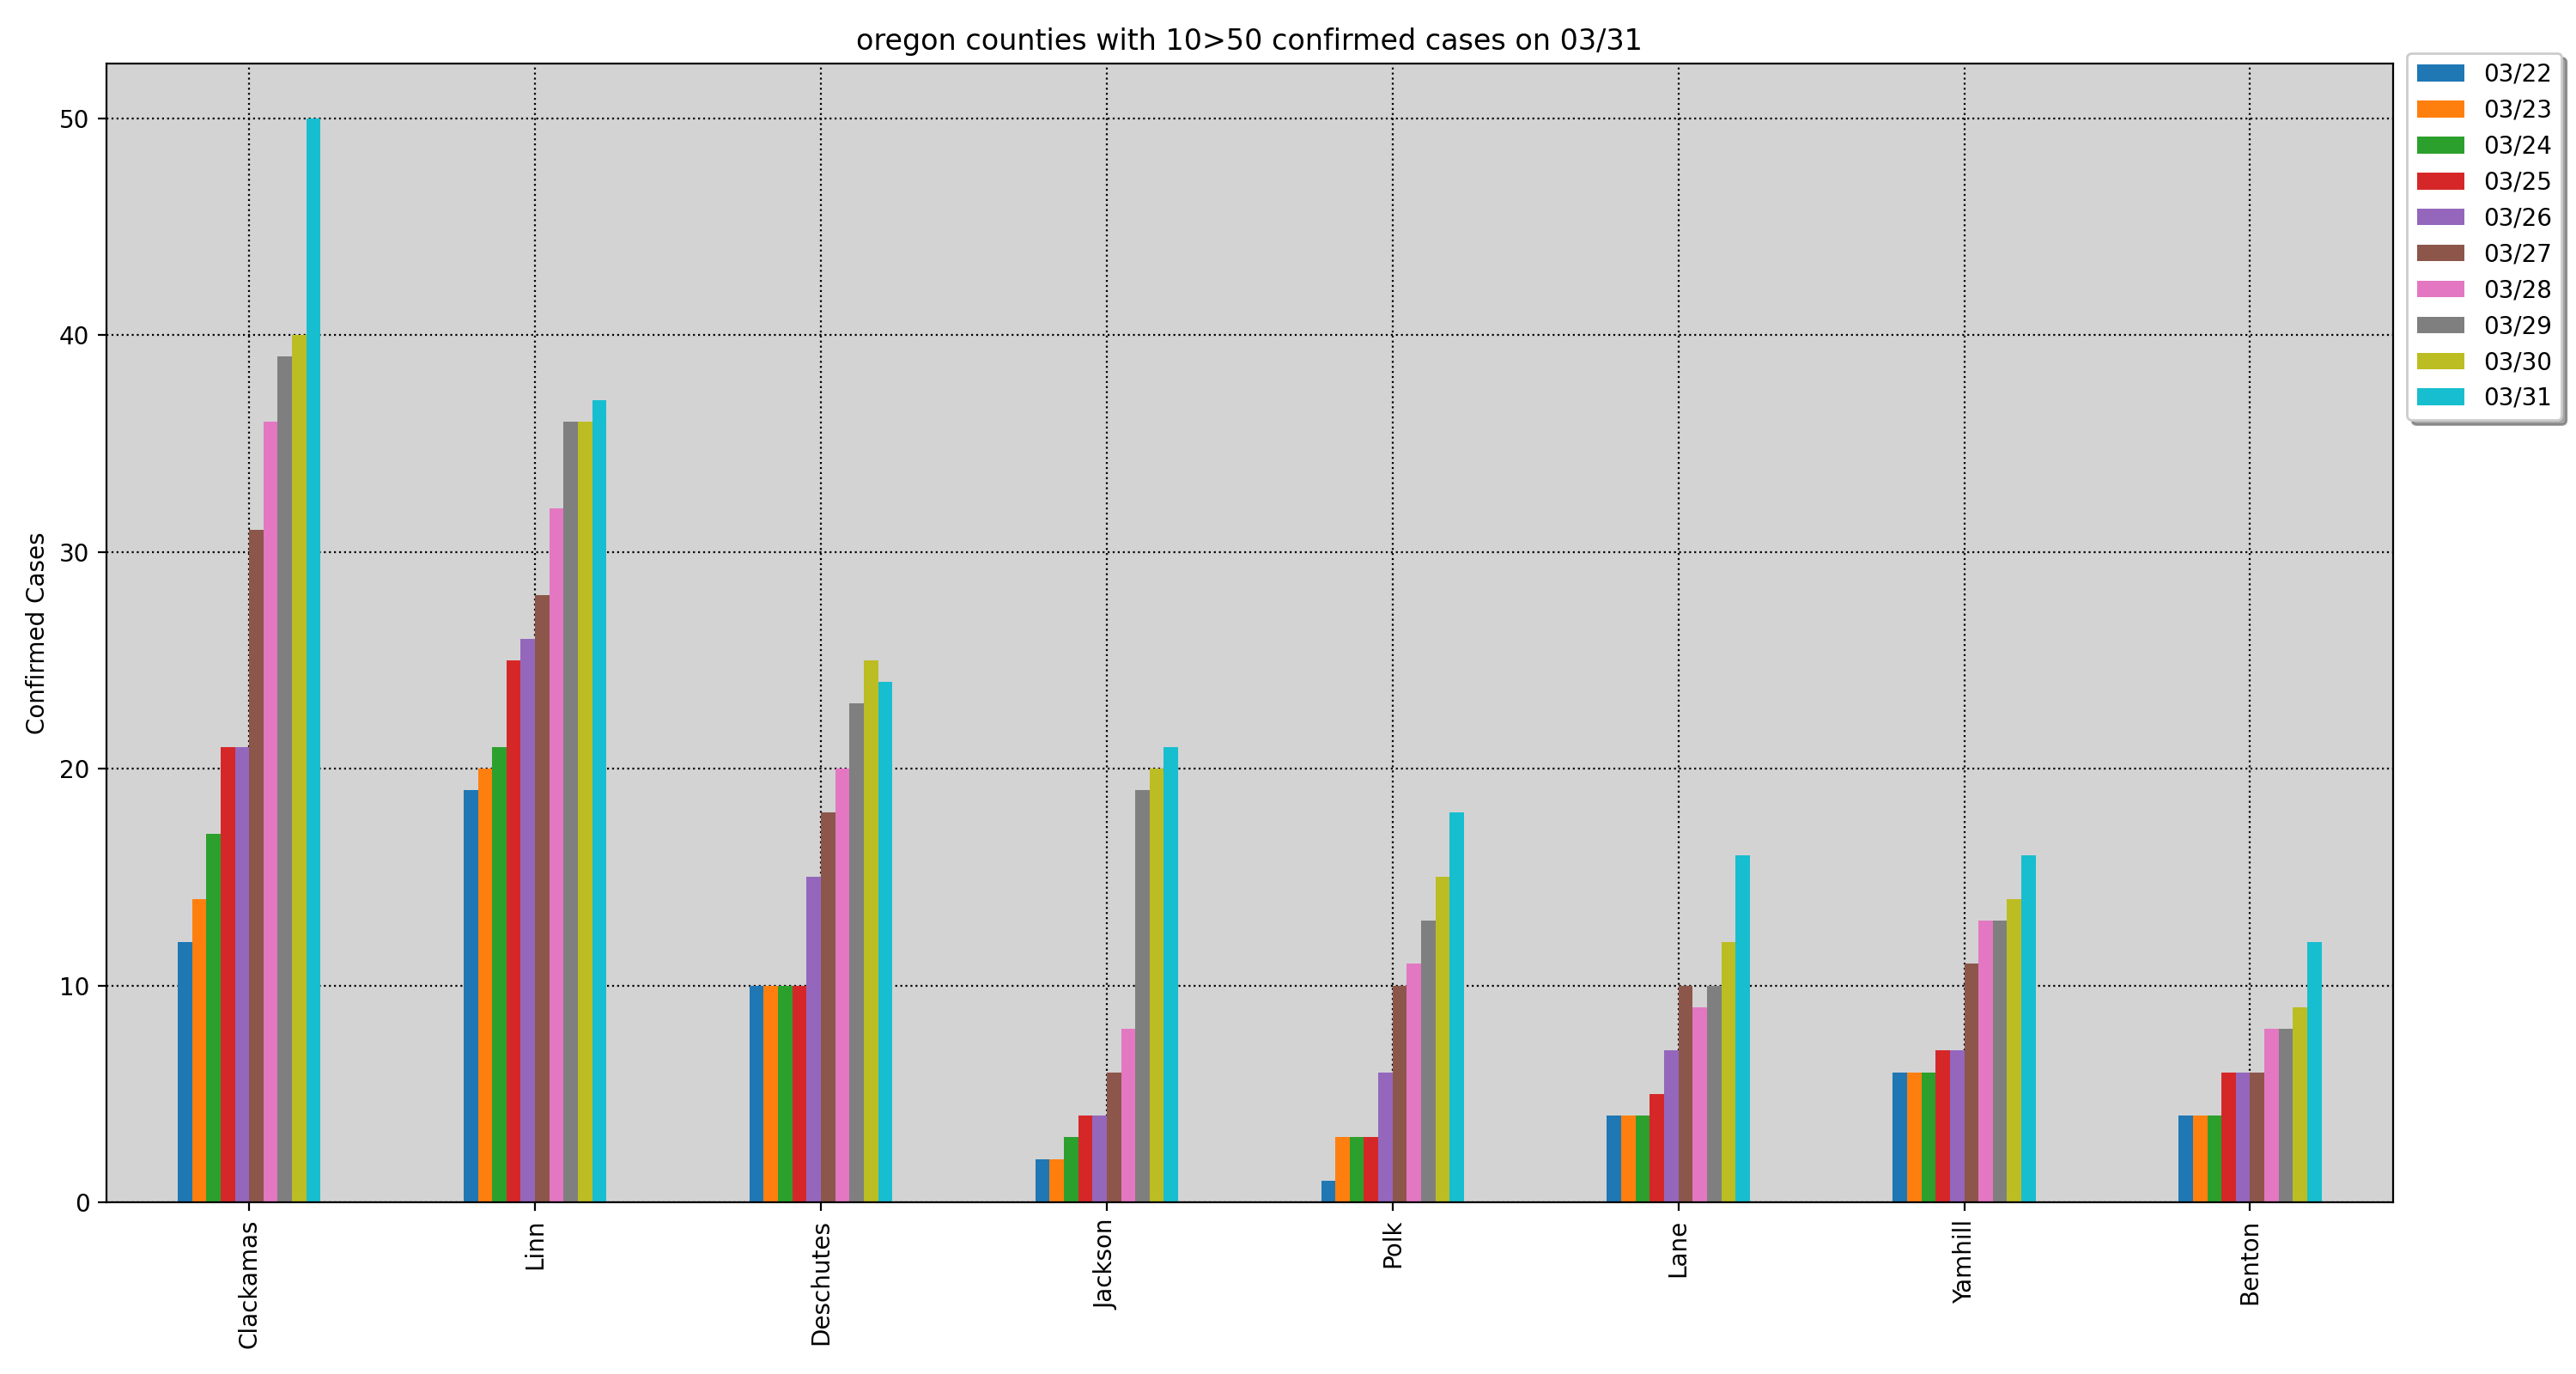 oregon counties with 10>50 confirmed cases on 03/31
Confirmed Cases
50
40
30
20
10
0
Clackamas
Linn
Deschutes
Jackson
Polk
Lane
Yamhill
Benton
03/22
03/23
03/24
03/25
03/26
03/27
03/28
03/29
03/30
03/31